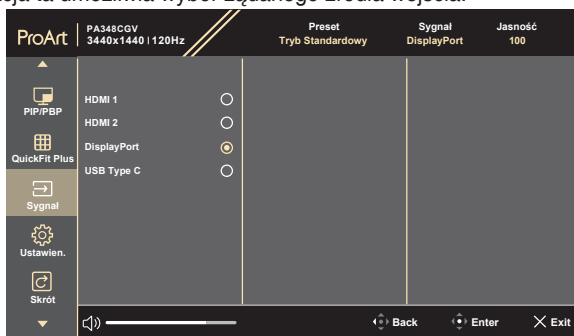 ProArt
PA348CGV
3440x1440 | 120Hz
Preset
Tryb Standardowy
Sygnał
DisplayPort
Jasność
100
PIP/PBP
QuickFit Plus
Sygnał
Ustawien.
Skrót
HDMI 1
HDMI 2
DisplayPort
USB Type C
Back
Enter
Exit